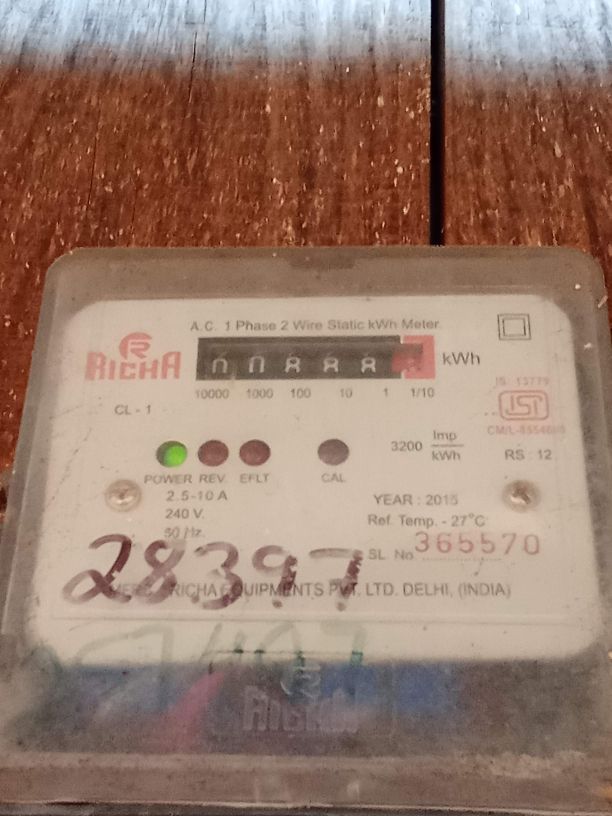 A.C. 1 Phase 2 Wire Static kWh Meter.
RICHA
kWh
10000 1000 100 10 1 1/10
IS: 13779
CL - 1
ISI
3200 Imp/kWh
RS : 12
POWER REV. EFLT CAL
2.5-10 A
YEAR : 2015
240 V.
Ref. Temp. - 27°C
50 Hz.
SL No. 365570
28397
RICHA EQUIPMENTS PVT. LTD. DELHI, (INDIA)
RICHA